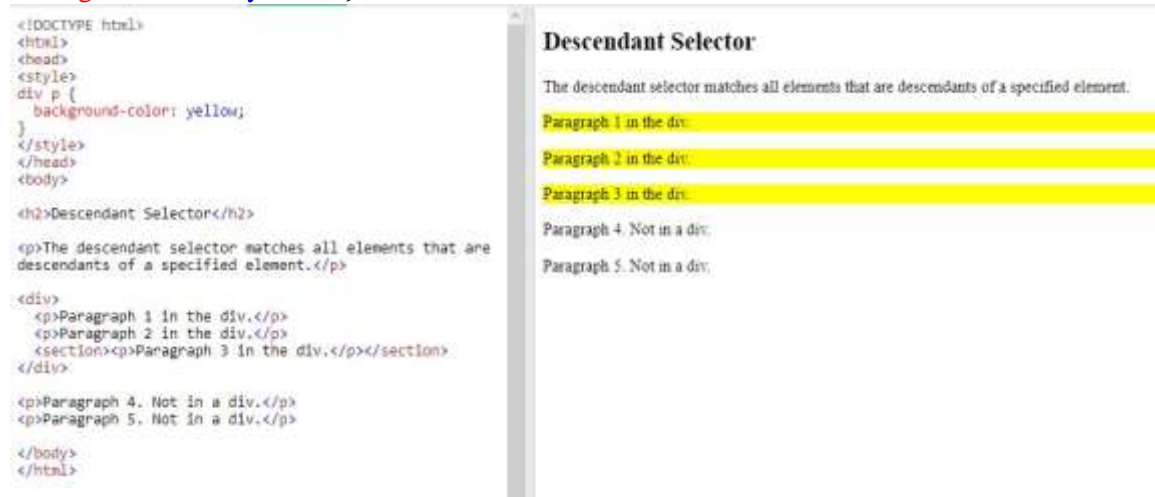 <!DOCTYPE html>
<html>
<head>
<style>
div p {
  background-color: yellow;
}
</style>
</head>
<body>
<h2>Descendant Selector</h2>
<p>The descendant selector matches all elements that are
descendants of a specified element.</p>
<div>
  <p>Paragraph 1 in the div.</p>
  <p>Paragraph 2 in the div.</p>
  <section><p>Paragraph 3 in the div.</p></section>
</div>
<p>Paragraph 4. Not in a div.</p>
<p>Paragraph 5. Not in a div.</p>
</body>
</html>
Descendant Selector
The descendant selector matches all elements that are descendants of a specified element.
Paragraph 1 in the div.
Paragraph 2 in the div.
Paragraph 3 in the div.
Paragraph 4. Not in a div.
Paragraph 5. Not in a div.